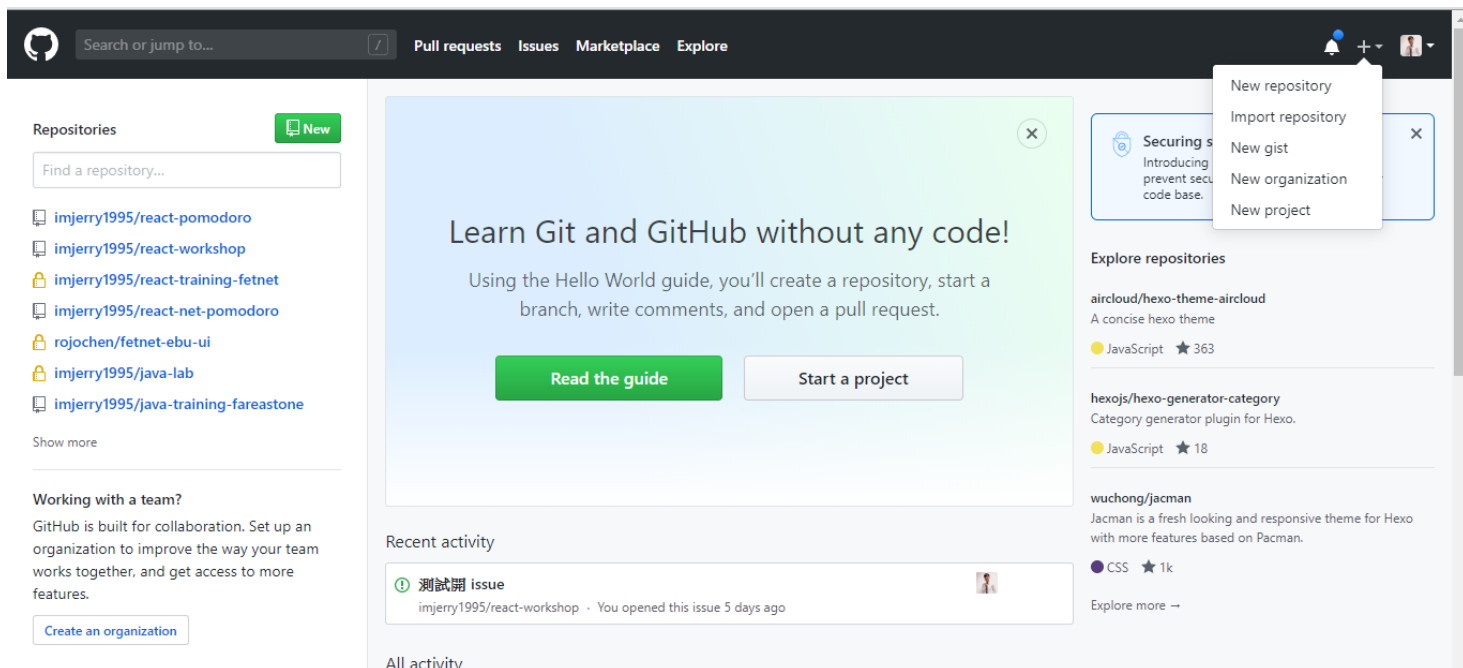 Search or jump to...
/
Pull requests Issues Marketplace Explore
New repository
Import repository
New gist
New organization
New project
Repositories
New
Find a repository...
imjerry1995/react-pomodoro
imjerry1995/react-workshop
imjerry1995/react-training-fetnet
imjerry1995/react-net-pomodoro
rojochen/fetnet-ebu-ui
imjerry1995/java-lab
imjerry1995/java-training-fareastone
Show more
Working with a team?
GitHub is built for collaboration. Set up an
organization to improve the way your team
works together, and get access to more
features.
Create an organization
Learn Git and GitHub without any code!
Using the Hello World guide, you’ll create a repository, start a
branch, write comments, and open a pull request.
Read the guide
Start a project
Recent activity
測試開 issue
imjerry1995/react-workshop · You opened this issue 5 days ago
All activity
Securing s
Introducing
prevent secu
code base.
Explore repositories
aircloud/hexo-theme-aircloud
A concise hexo theme
JavaScript 363
hexojs/hexo-generator-category
Category generator plugin for Hexo.
JavaScript 18
wuchong/jacman
Jacman is a fresh looking and responsive theme for Hexo
with more features based on Pacman.
CSS 1k
Explore more →